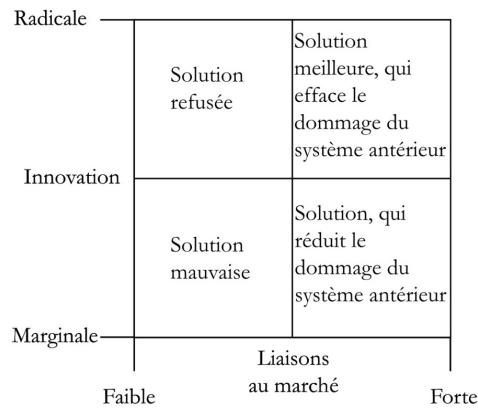 Radicale
Solution
refusée
Solution
meilleure, qui
efface le
dommage du
système antérieur
Innovation
Solution
mauvaise
Solution, qui
réduit le
dommage du
système antérieur
Marginale
Liaisons
au marché
Faible
Forte